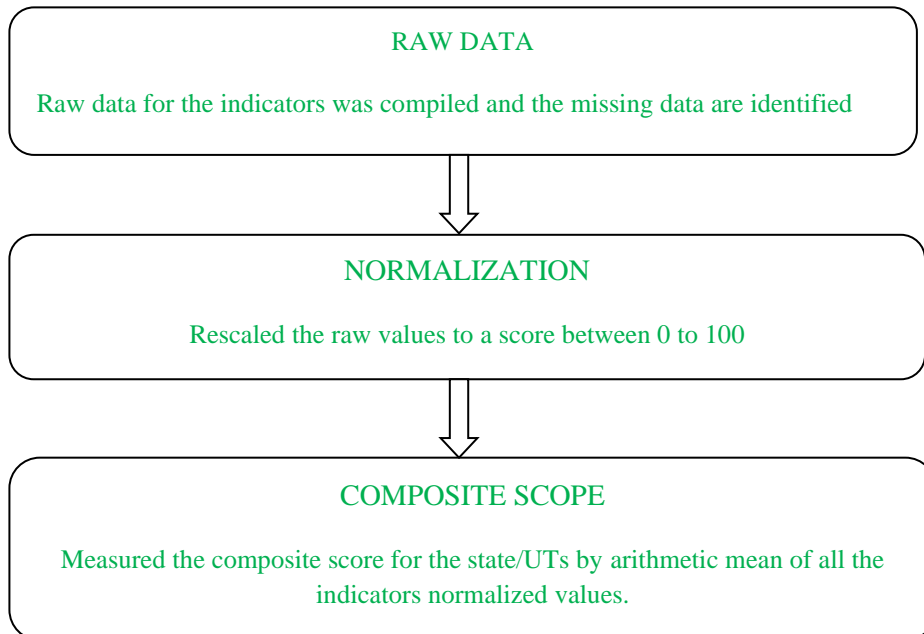 RAW DATA
Raw data for the indicators was compiled and the missing data are identified
NORMALIZATION
Rescaled the raw values to a score between 0 to 100
COMPOSITE SCOPE
Measured the composite score for the state/UTs by arithmetic mean of all the
indicators normalized values.